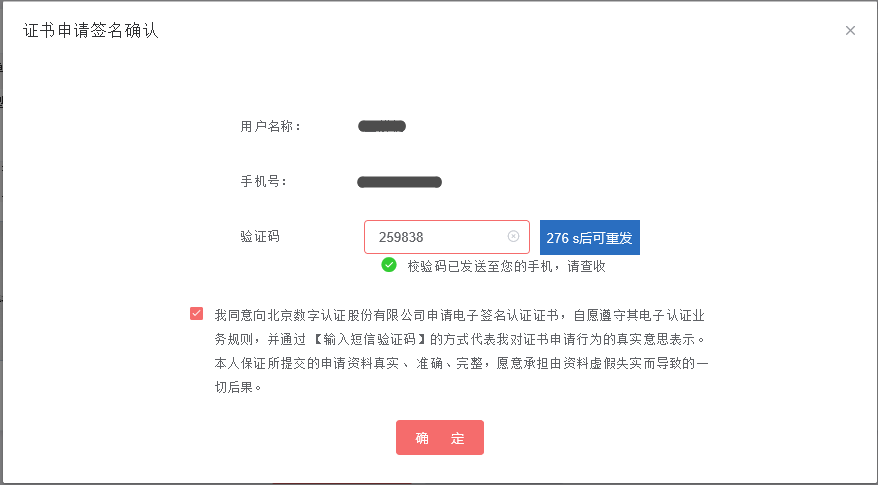 证书申请签名确认
用户名称：
手机号：
验证码 259838 276 s后可重发
校验码已发送至您的手机，请查收
我同意向北京数字认证股份有限公司申请电子签名认证证书，自愿遵守其电子认证业
务规则，并通过【输入短信验证码】的方式代表我对证书申请行为的真实意思表示。
本人保证所提交的申请资料真实、准确、完整，愿意承担由资料虚假失实而导致的一
切后果。
确 定